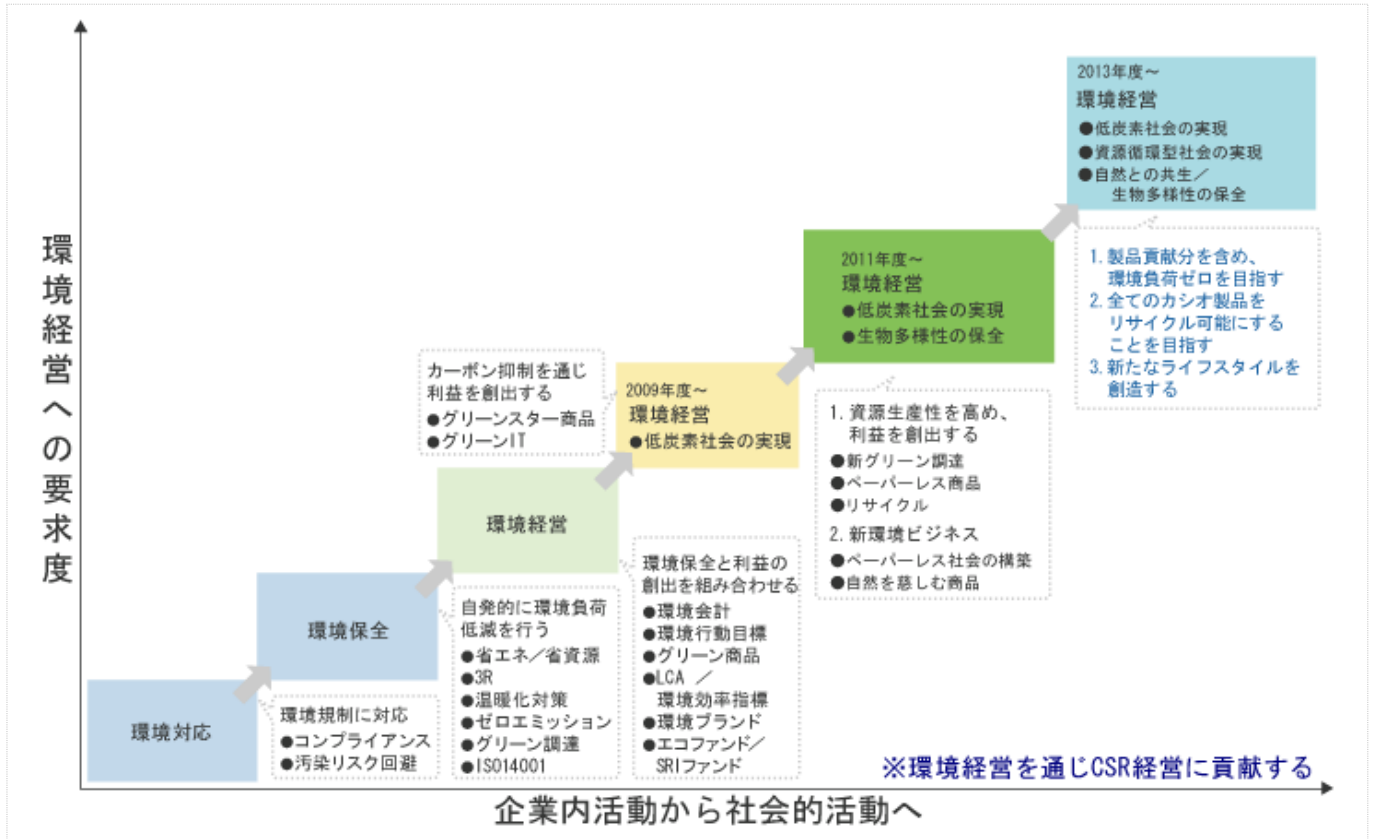 環境経営への要求度
2013年度～
環境経営
●低炭素社会の実現
●資源循環型社会の実現
●自然との共生／
生物多様性の保全
1. 製品貢献分を含め、
環境負荷ゼロを目指す
2. 全てのカシオ製品を
リサイクル可能にする
ことを目指す
3. 新たなライフスタイルを
創造する
2011年度～
環境経営
●低炭素社会の実現
●生物多様性の保全
1. 資源生産性を高め、
利益を創出する
●新グリーン調達
●ペーパーレス商品
●リサイクル
2. 新環境ビジネス
●ペーパーレス社会の構築
●自然を慈しむ商品
カーボン抑制を通じ
利益を創出する
●グリーンスター商品
●グリーンIT
2009年度～
環境経営
●低炭素社会の実現
環境経営
環境保全と利益の
創出を組み合わせる
●環境会計
●環境行動目標
●グリーン商品
●LCA ／
環境効率指標
●環境ブランド
●エコファンド／
SRIファンド
環境保全
自発的に環境負荷
低減を行う
●省エネ／省資源
●3R
●温暖化対策
●ゼロエミッション
●グリーン調達
●ISO14001
環境対応
環境規制に対応
●コンプライアンス
●汚染リスク回避
※環境経営を通じCSR経営に貢献する
企業内活動から社会的活動へ